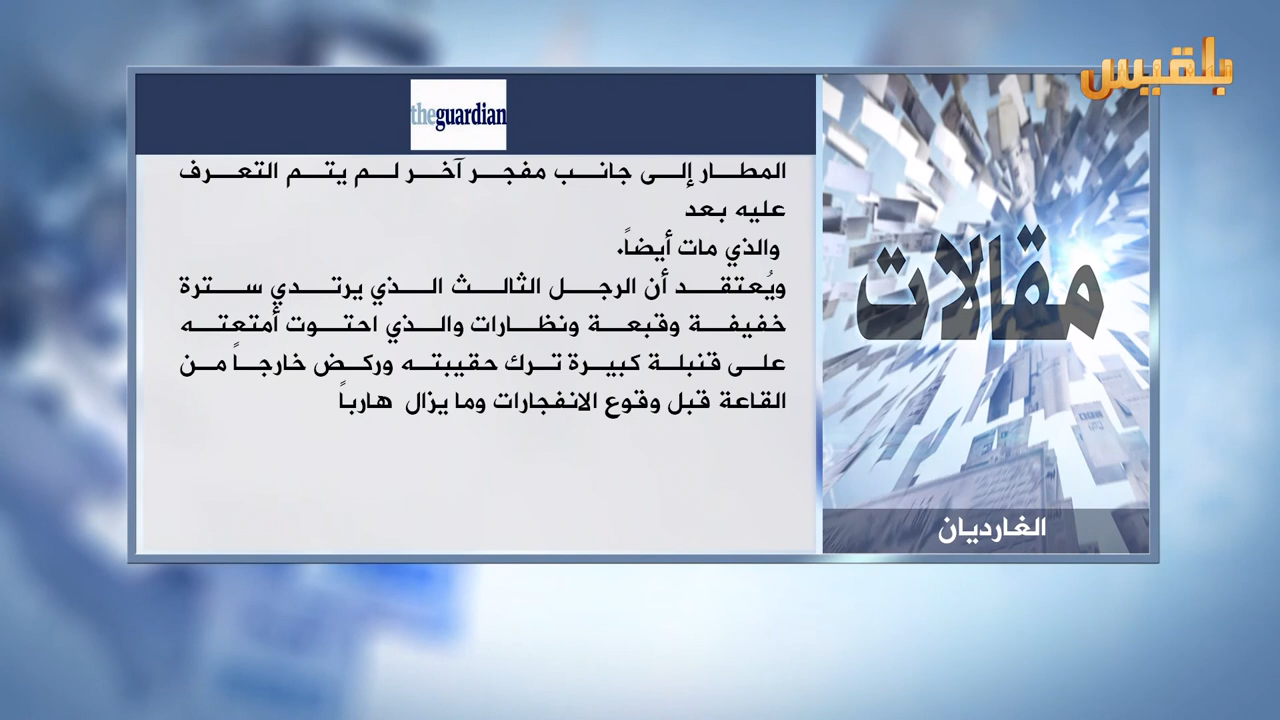 بلقيس
theguardian
المطار إلى جانب مفجر آخر لم يتم التعرف
عليه بعد
والذي مات أيضاً.
ويُعتقد أن الرجل الثالث الذي يرتدي سترة
خفيفة وقبعة ونظارات والذي احتوت أمتعته
على قنبلة كبيرة ترك حقيبته وركض خارجاً من
القاعة قبل وقوع الانفجارات وما يزال هارباً
مقالات
الغارديان